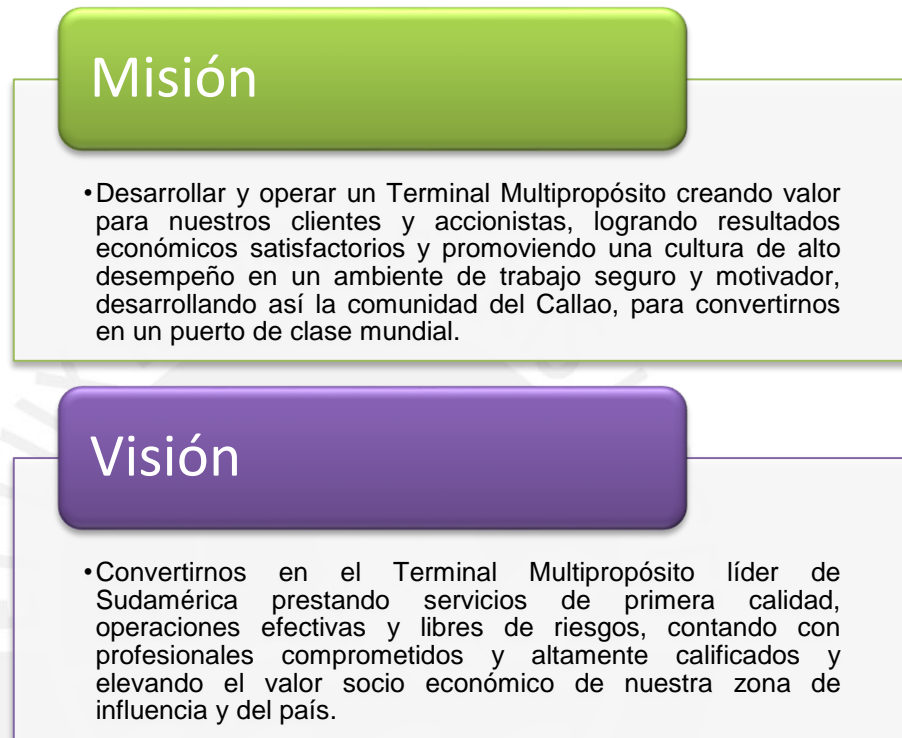 Misión
•Desarrollar y operar un Terminal Multipropósito creando valor
para nuestros clientes y accionistas, logrando resultados
económicos satisfactorios y promoviendo una cultura de alto
desempeño en un ambiente de trabajo seguro y motivador,
desarrollando así la comunidad del Callao, para convertirnos
en un puerto de clase mundial.
Visión
•Convertirnos en el Terminal Multipropósito líder de
Sudamérica prestando servicios de primera calidad,
operaciones efectivas y libres de riesgos, contando con
profesionales comprometidos y altamente calificados y
elevando el valor socio económico de nuestra zona de
influencia y del país.